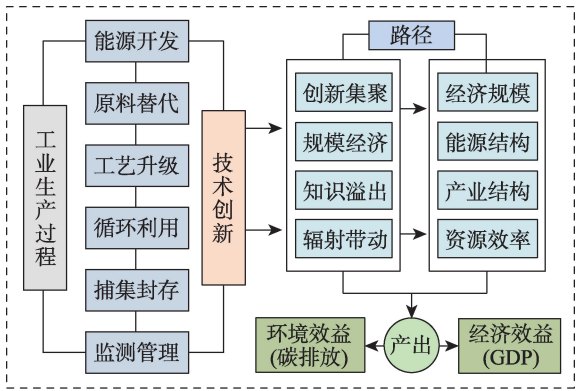 工业生产过程
能源开发
原料替代
工艺升级
循环利用
捕集封存
监测管理
技术创新
路径
创新集聚
规模经济
知识溢出
辐射带动
经济规模
能源结构
产业结构
资源效率
环境效益
(碳排放)
产出
经济效益
(GDP)